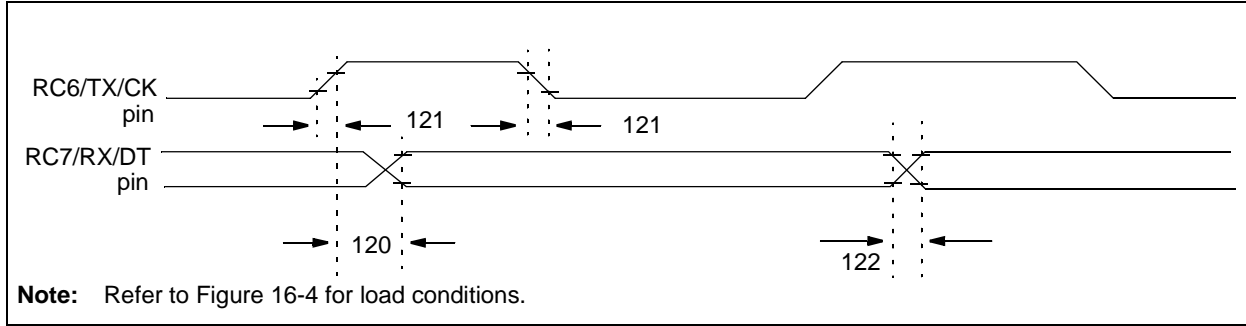 RC6/TX/CK
pin
121
121
RC7/RX/DT
pin
120
122
Note: Refer to Figure 16-4 for load conditions.